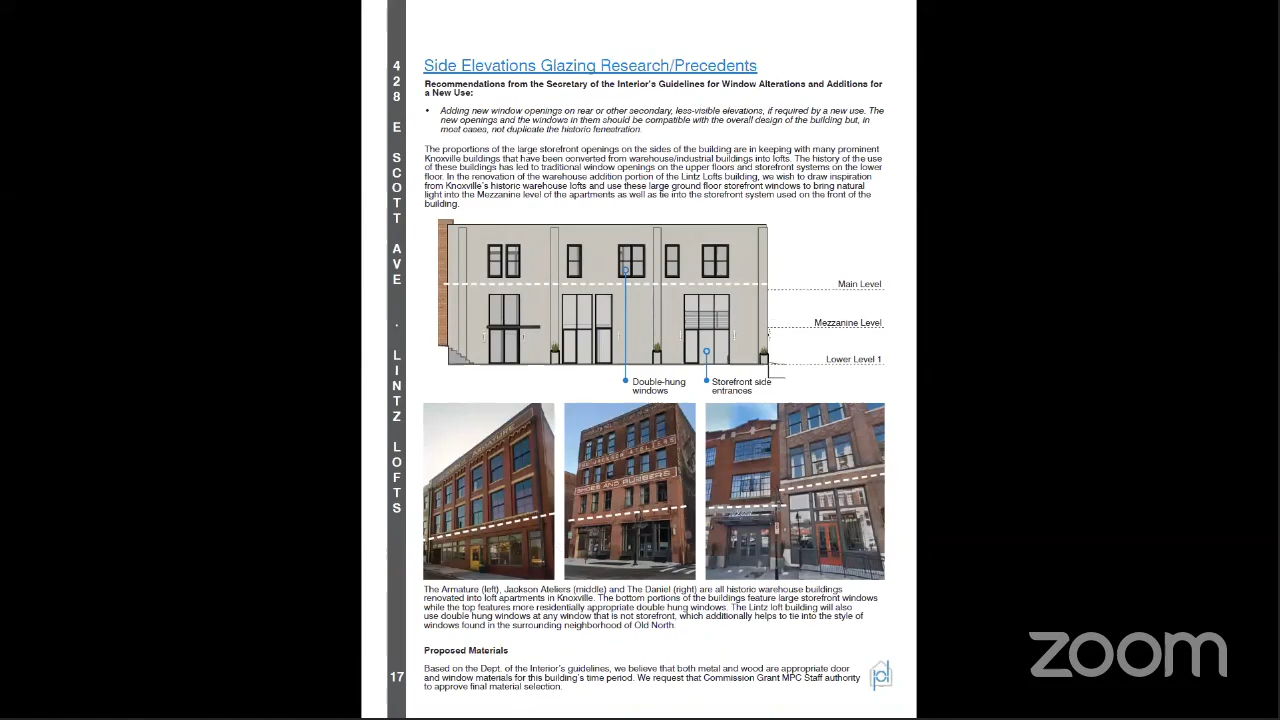 Side Elevations Glazing Research/Precedents
Recommendations from the Secretary of the Interior's Guidelines for Window Alterations and Additions for
a New Use:
• Adding new window openings on rear or other secondary, less-visible elevations, if required by a new use. The
new openings and the windows in them should be compatible with the overall design of the building but, in
most cases, not duplicate the historic fenestration.
The proportions of the large storefront openings on the sides of the building are in keeping with many prominent
Knoxville buildings that have been converted from warehouse/industrial buildings into lofts. The history of the use
of these buildings has led to traditional window openings on the upper floors and storefront systems on the lower
floor. In the renovation of the warehouse addition portion of the Lintz Lofts building, we wish to draw inspiration
from Knoxville's historic warehouse lofts and use these large ground floor storefront windows to bring natural
light into the Mezzanine level of the apartments as well as tie into the storefront system used on the front of the
building.
Main Level
Mezzanine Level
Lower Level 1
Double-hung
windows
Storefront side
entrances
SHOES AND RUBBERS
The Armature (left), Jackson Ateliers (middle) and The Daniel (right) are all historic warehouse buildings
renovated into loft apartments in Knoxville. The bottom portions of the buildings feature large storefront windows
while the top features more residentially appropriate double hung windows. The Lintz loft building will also
use double hung windows at any window that is not storefront, which additionally helps to tie into the style of
windows found in the surrounding neighborhood of Old North.
Proposed Materials
Based on the Dept. of the Interior's guidelines, we believe that both metal and wood are appropriate door
and window materials for this building's time period. We request that Commission Grant MPC Staff authority
to approve final material selection.
428 E SCOTT AVE . LINTZ LOFTS
17
zoom